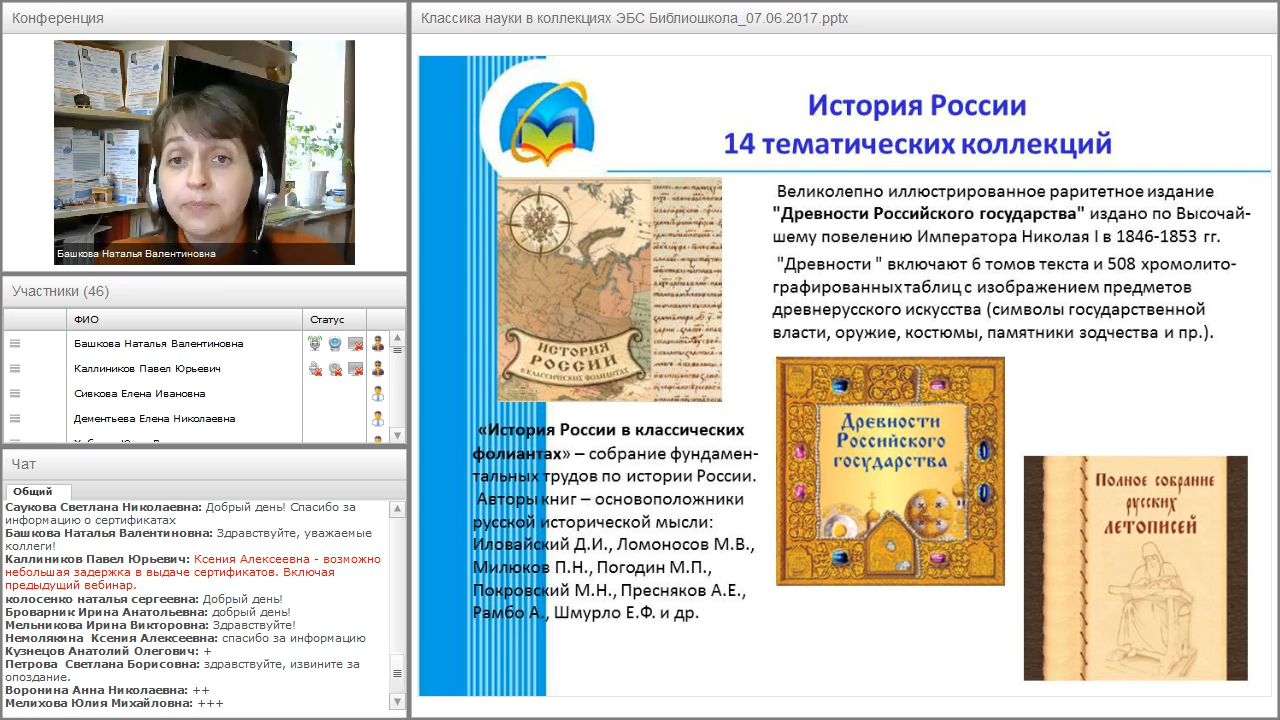 Конференция
Башкова Наталья Валентиновна
Участники (46)
ФИО
Статус
Башкова Наталья Валентиновна
Каллиников Павел Юрьевич
Сивкова Елена Ивановна
Дементьева Елена Николаевна
Чат
Общий
Саукова Светлана Николаевна: Добрый день! Спасибо за
информацию о сертификатах
Башкова Наталья Валентиновна: Здравствуйте, уважаемые
коллеги!
Каллиников Павел Юрьевич: Ксения Алексеевна - возможно
небольшая задержка в выдаче сертификатов. Включая
предыдущий вебинар.
колосенко наталья сергеевна: Добрый день!
Броварник Ирина Анатольевна: добрый день!
Мельникова Ирина Викторовна: Здравствуйте!
Немолякина Ксения Алексеевна: спасибо за информацию
Кузнецов Анатолий Олегович: +
Петрова Светлана Борисовна: здравствуйте, извините за
опоздание.
Воронина Анна Николаевна: ++
Мелихова Юлия Михайловна: +++
Классика науки в коллекциях ЭБС Библиошкола_07.06.2017.pptx
История России
14 тематических коллекций
ИСТОРИЯ
РОССИИ
В КЛАССИЧЕСКИХ ФОЛИАНТАХ
Великолепно иллюстрированное раритетное издание
"Древности Российского государства" издано по Высочай-
шему повелению Императора Николая I в 1846-1853 гг.
"Древности " включают 6 томов текста и 508 хромолито-
графированных таблиц с изображением предметов
древнерусского искусства (символы государственной
власти, оружие, костюмы, памятники зодчества и пр.).
«История России в классических
фолиантах» – собрание фундамен-
тальных трудов по истории России.
Авторы книг – основоположники
русской исторической мысли:
Иловайский Д.И., Ломоносов М.В.,
Милюков П.Н., Погодин М.П.,
Покровский М.Н., Пресняков А.Е.,
Рамбо А., Шмурло Е.Ф. и др.
Древности
Российского
государства
Полное собрание
русских
летописей